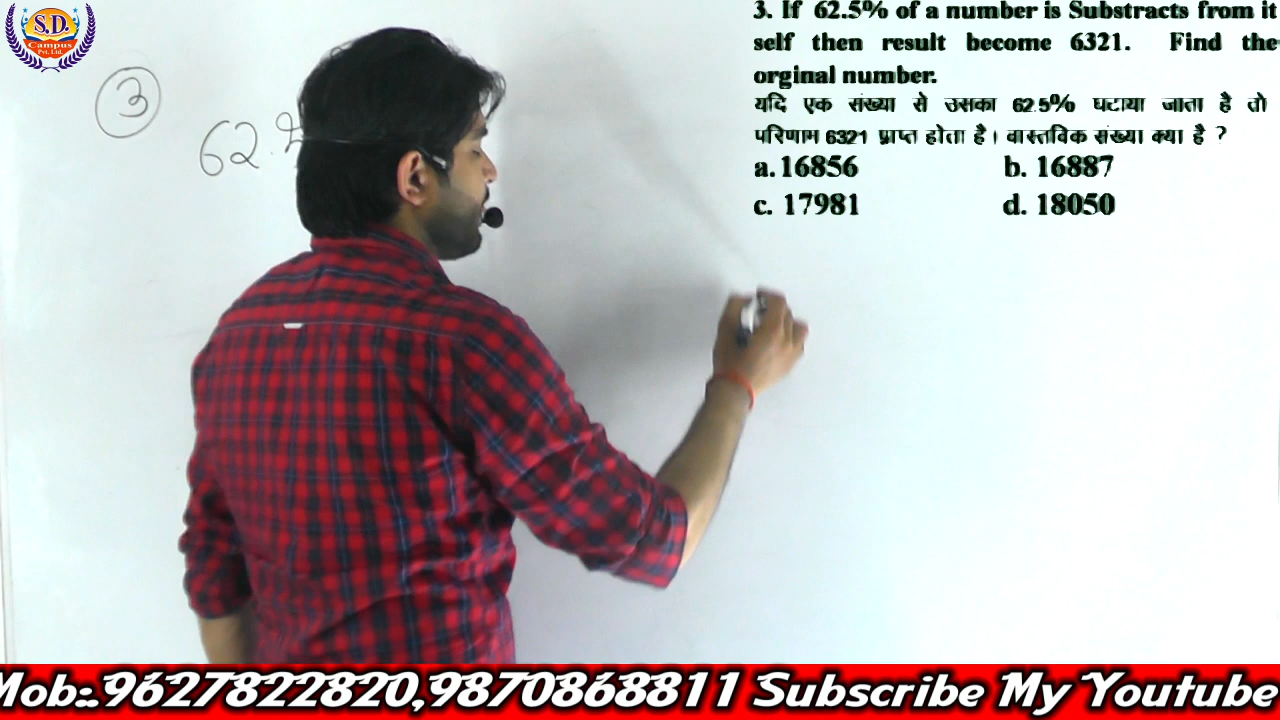 S.D.
Campus
Pvt. Ltd.
3
62.5
3. If 62.5% of a number is Substracts from it
self then result become 6321. Find the
orginal number.
यदि एक संख्या से उसका 62.5% घटाया जाता है तो
परिणाम 6321 प्राप्त होता है। वास्तविक संख्या क्या है ?
a. 16856 b. 16887
c. 17981 d. 18050
Mob:.9627822820,9870868811 Subscribe My Youtube